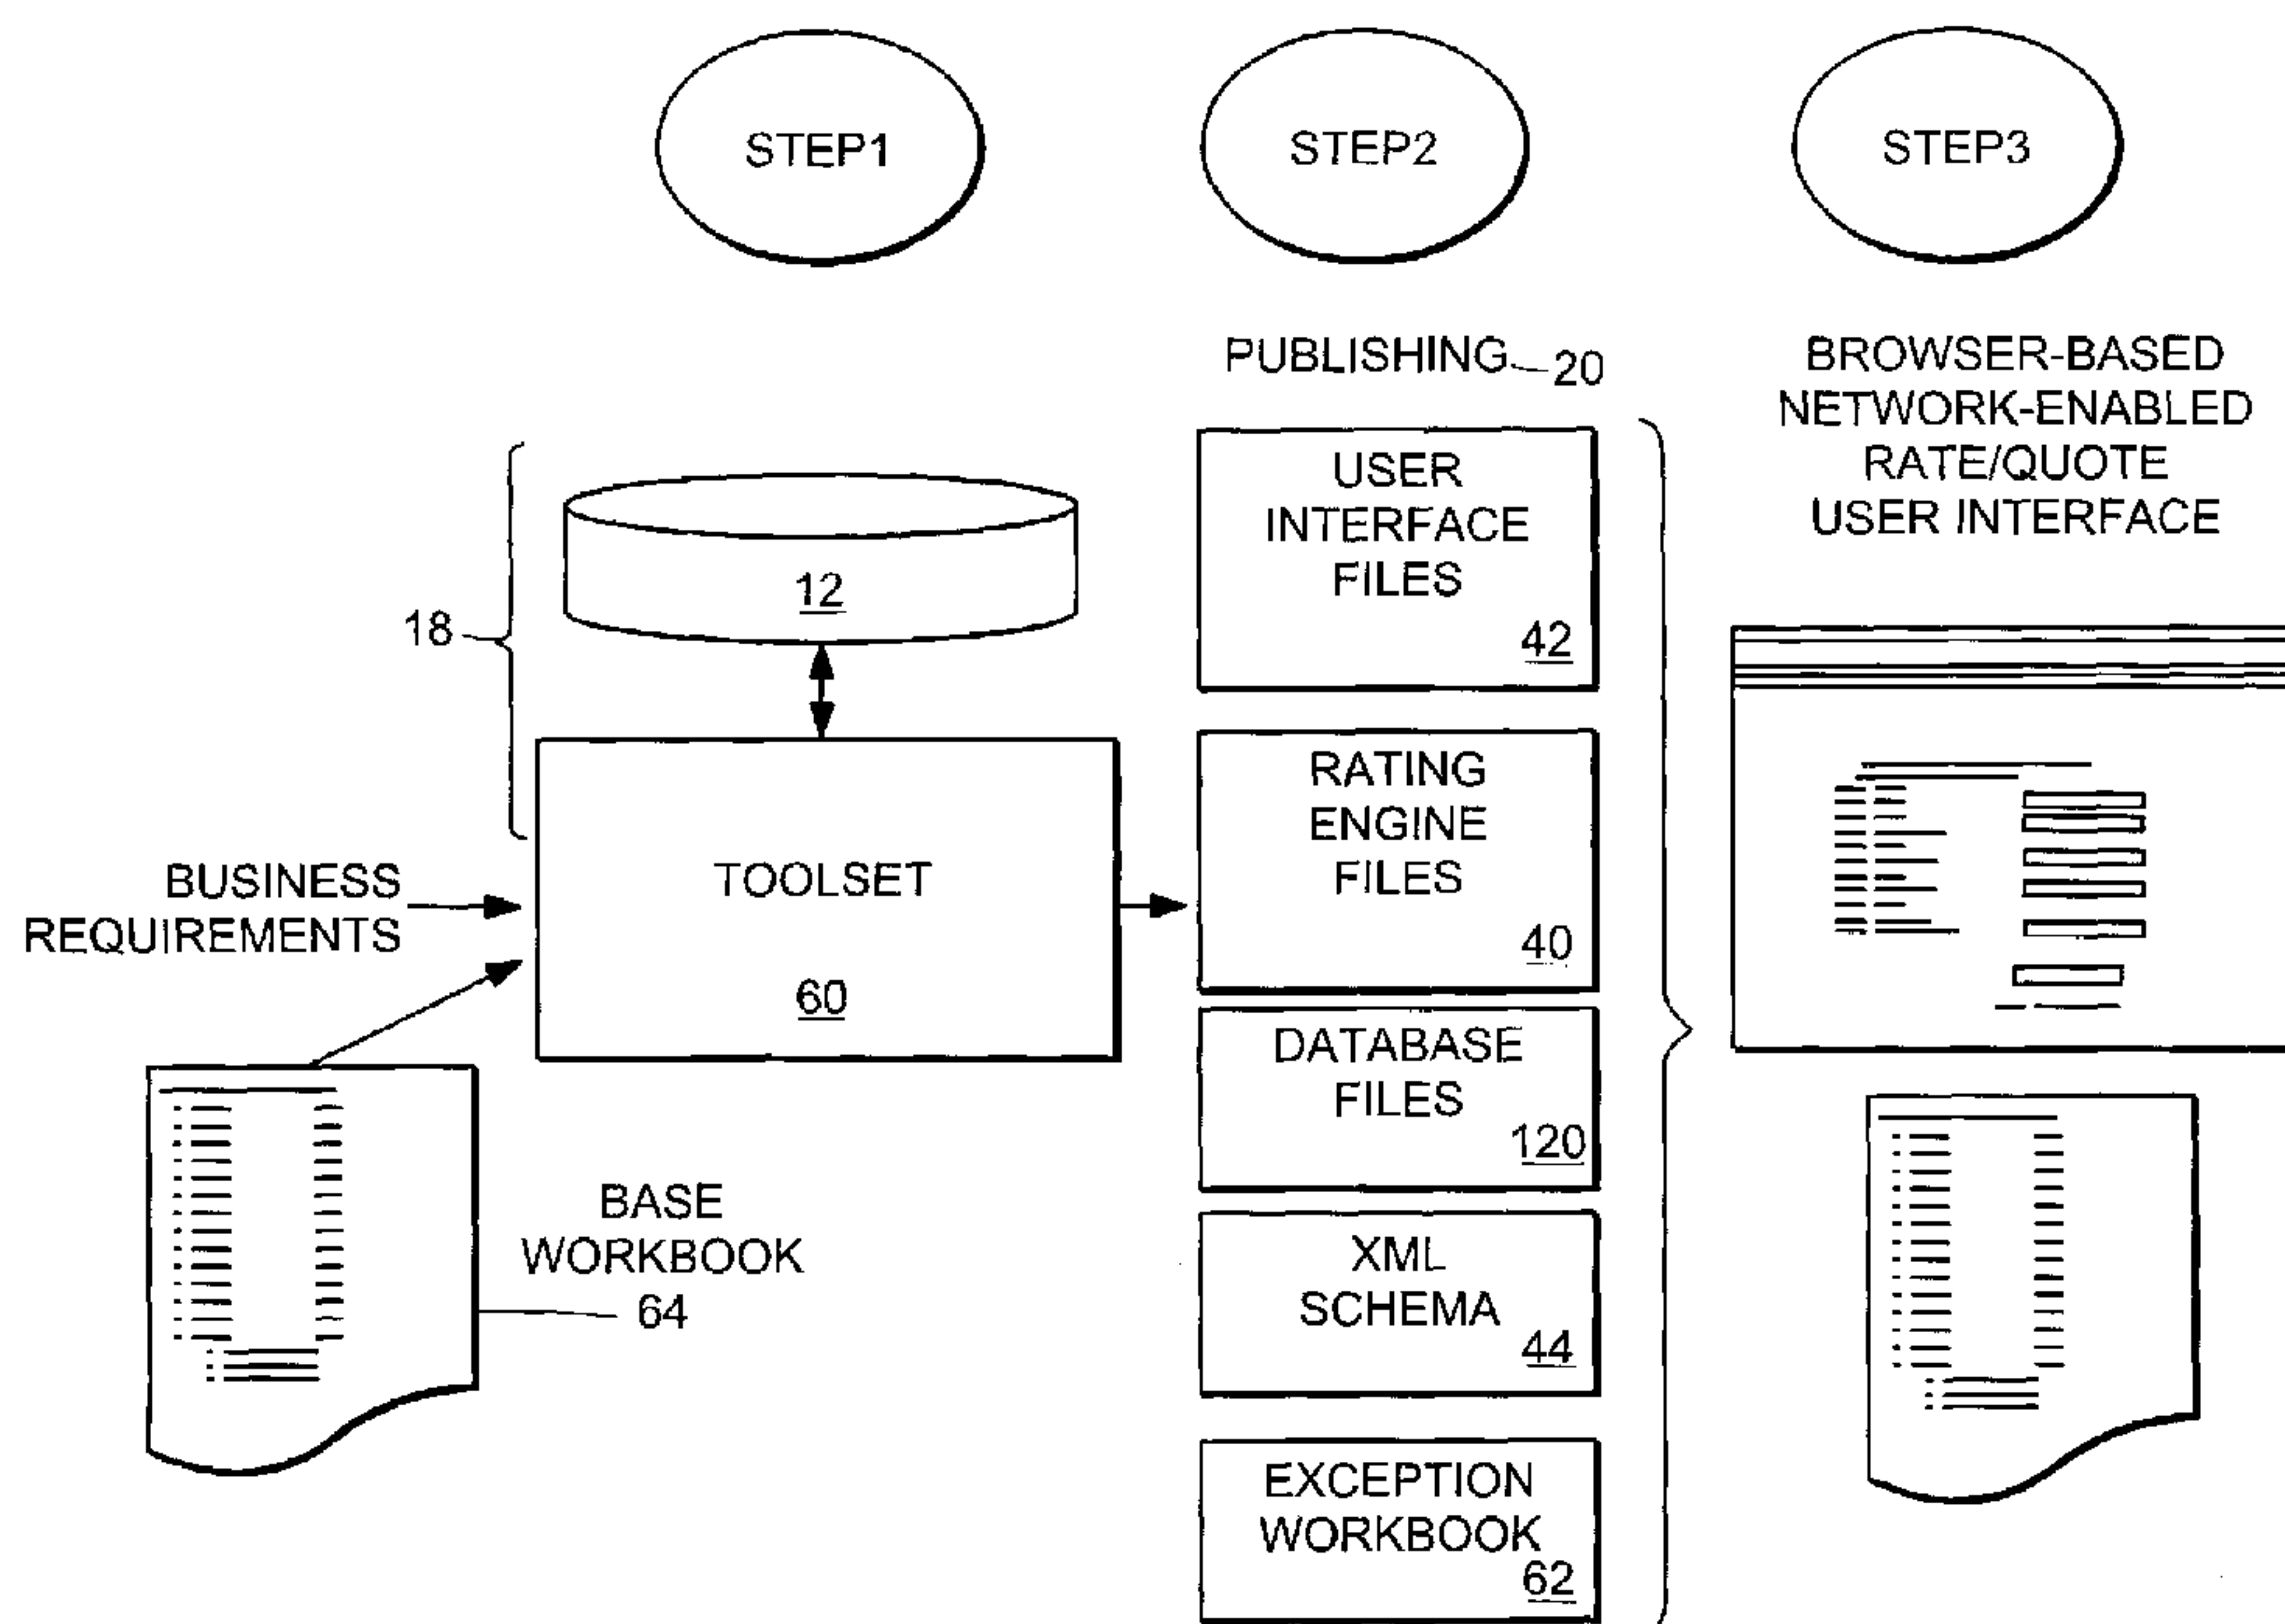 STEP1
STEP2
STEP3
PUBLISHING 20
BROWSER-BASED
NETWORK-ENABLED
RATE/QUOTE
USER INTERFACE
18
12
BUSINESS
REQUIREMENTS
TOOLSET
60
BASE
WORKBOOK
64
USER
INTERFACE
FILES
42
RATING
ENGINE
FILES
40
DATABASE
FILES
120
XML
SCHEMA
44
EXCEPTION
WORKBOOK
62